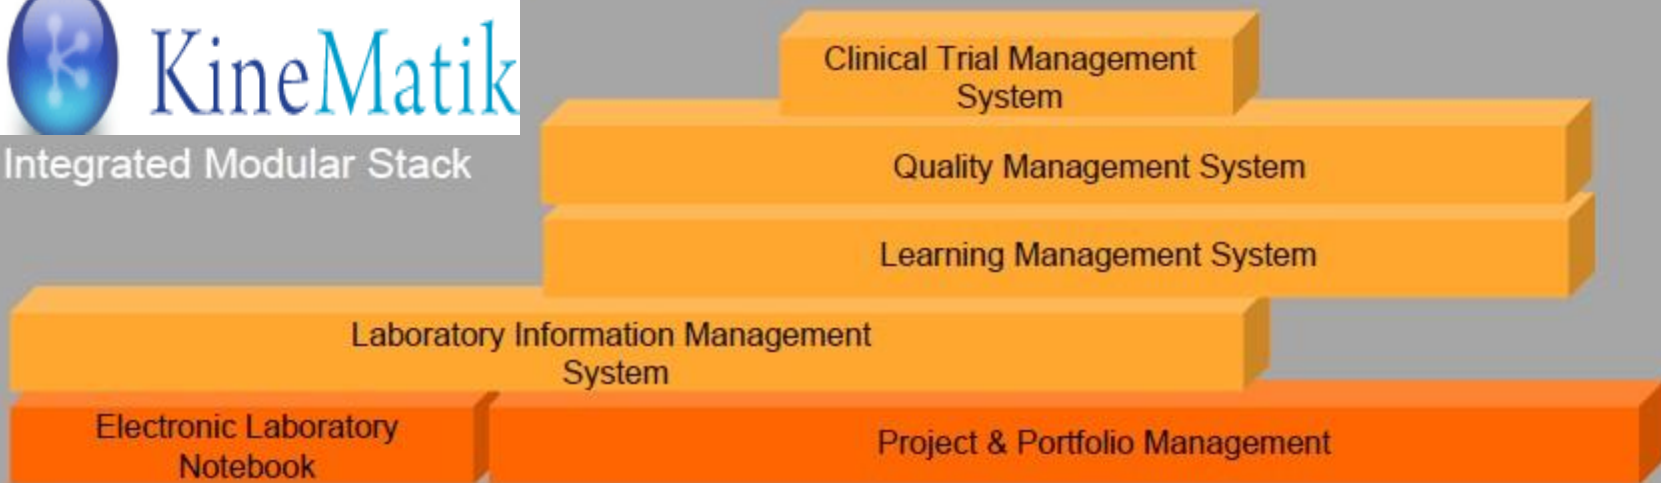 KineMatik
Integrated Modular Stack
Clinical Trial Management
System
Quality Management System
Learning Management System
Laboratory Information Management
System
Electronic Laboratory
Notebook
Project & Portfolio Management